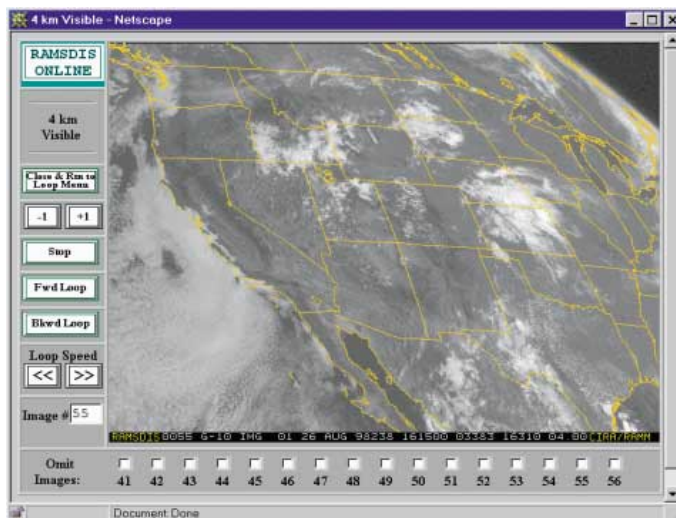 4 km Visible - Netscape
RAMSDIS
ONLINE
4 km
Visible
Close & Rtn to
Loop Menu
-1 +1
Stop
Fwd Loop
Bkwd Loop
Loop Speed
<< >>
Image # 55
RAMSDIS 0055 G-10 IMG 01 26 AUG 98238 161500 03383 16310 04.00 CIRA/RAMM
Omit
Images:
41 42 43 44 45 46 47 48 49 50 51 52 53 54 55 56
Document: Done